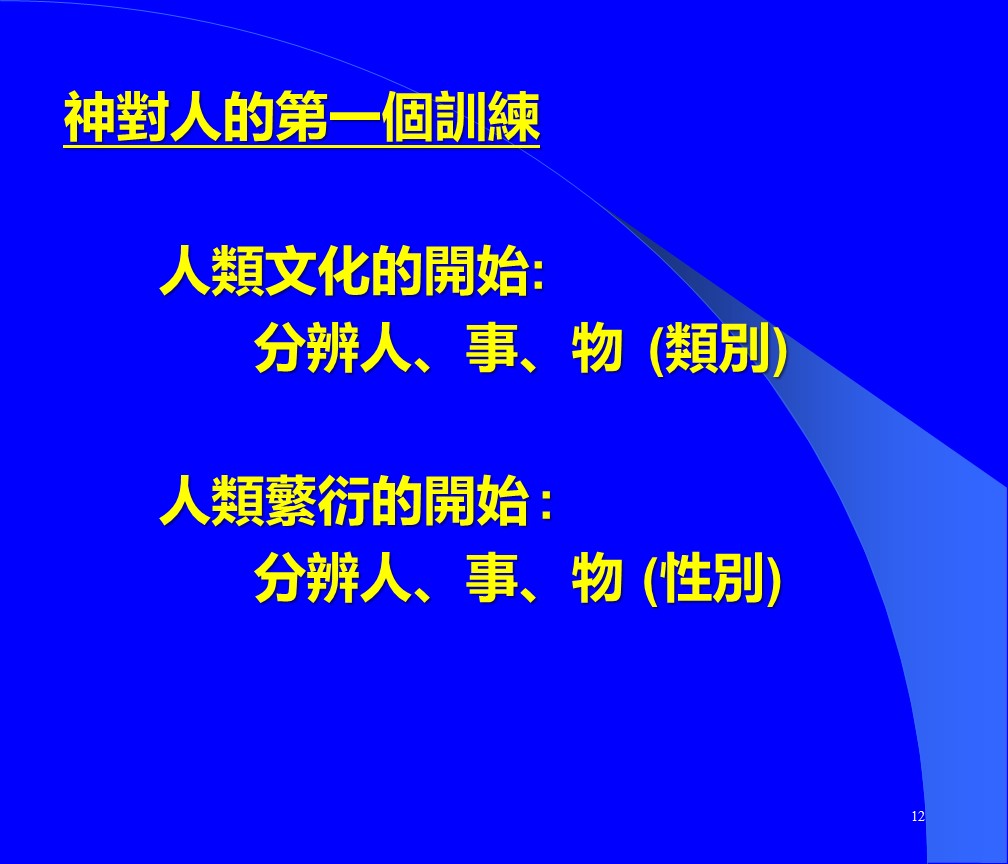 神對人的第一個訓練
人類文化的開始:
分辨人、事、物 (類別)
人類蘩衍的開始:
分辨人、事、物 (性別)
12